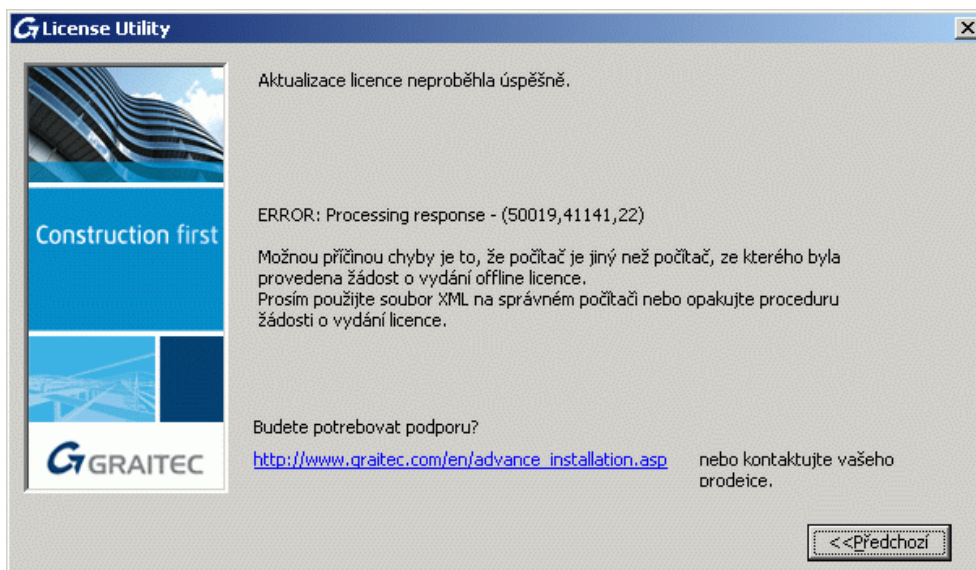 License Utility
Aktualizace licence neproběhla úspěšně.
ERROR: Processing response - (50019,41141,22)
Construction first
Možnou příčinou chyby je to, že počítač je jiný než počítač, ze kterého byla
provedena žádost o vydání offline licence.
Prosím použijte soubor XML na správném počítači nebo opakujte proceduru
žádosti o vydání licence.
Budete potrebovat podporu?
http://www.graitec.com/en/advance_installation.asp nebo kontaktujte vašeho
prodejce.
GRAITEC
<<Předchozí